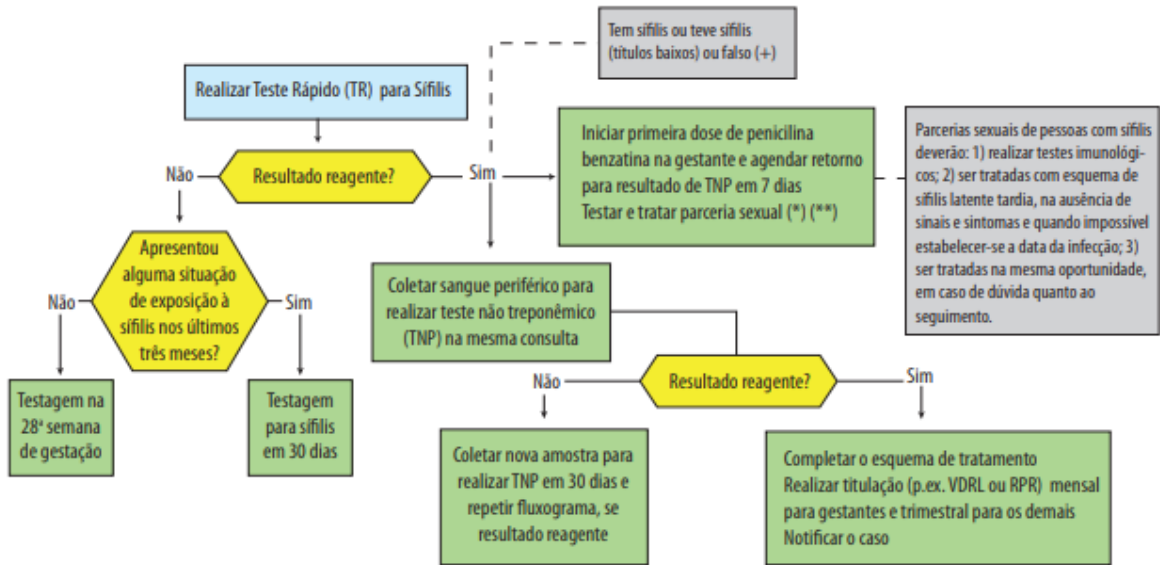 Tem sífilis ou teve sífilis
(títulos baixos) ou falso (+)
Realizar Teste Rápido (TR) para Sífilis
Resultado reagente?
Não
Sim
Iniciar primeira dose de penicilina
benzatina na gestante e agendar retorno
para resultado de TNP em 7 dias
Testar e tratar parceria sexual (*) (**)
Parcerias sexuais de pessoas com sífilis
deverão: 1) realizar testes imunológi-
cos; 2) ser tratadas com esquema de
sífilis latente tardia, na ausência de
sinais e sintomas e quando impossível
estabelecer-se a data da infecção; 3)
ser tratadas na mesma oportunidade,
em caso de dúvida quanto ao
seguimento.
Apresentou
alguma situação
de exposição à
sífilis nos últimos
três meses?
Não
Sim
Testagem na
28ª semana
de gestação
Testagem
para sífilis
em 30 dias
Coletar sangue periférico para
realizar teste não treponêmico
(TNP) na mesma consulta
Resultado reagente?
Não
Sim
Coletar nova amostra para
realizar TNP em 30 dias e
repetir fluxograma, se
resultado reagente
Completar o esquema de tratamento
Realizar titulação (p.ex. VDRL ou RPR) mensal
para gestantes e trimestral para os demais
Notificar o caso